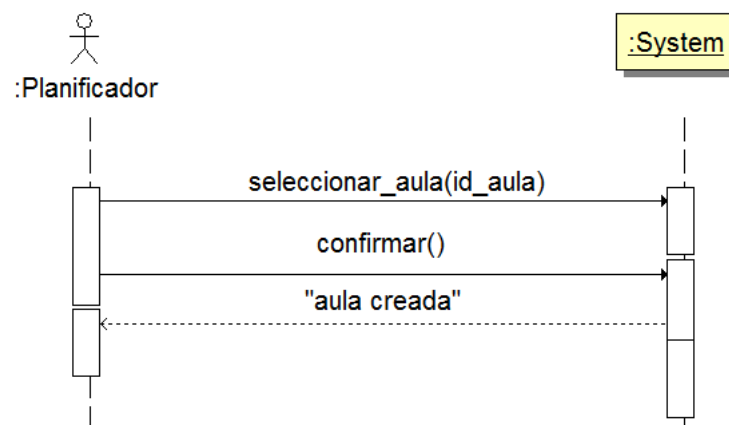 :Planificador
:System
seleccionar_aula(id_aula)
confirmar()
"aula creada"